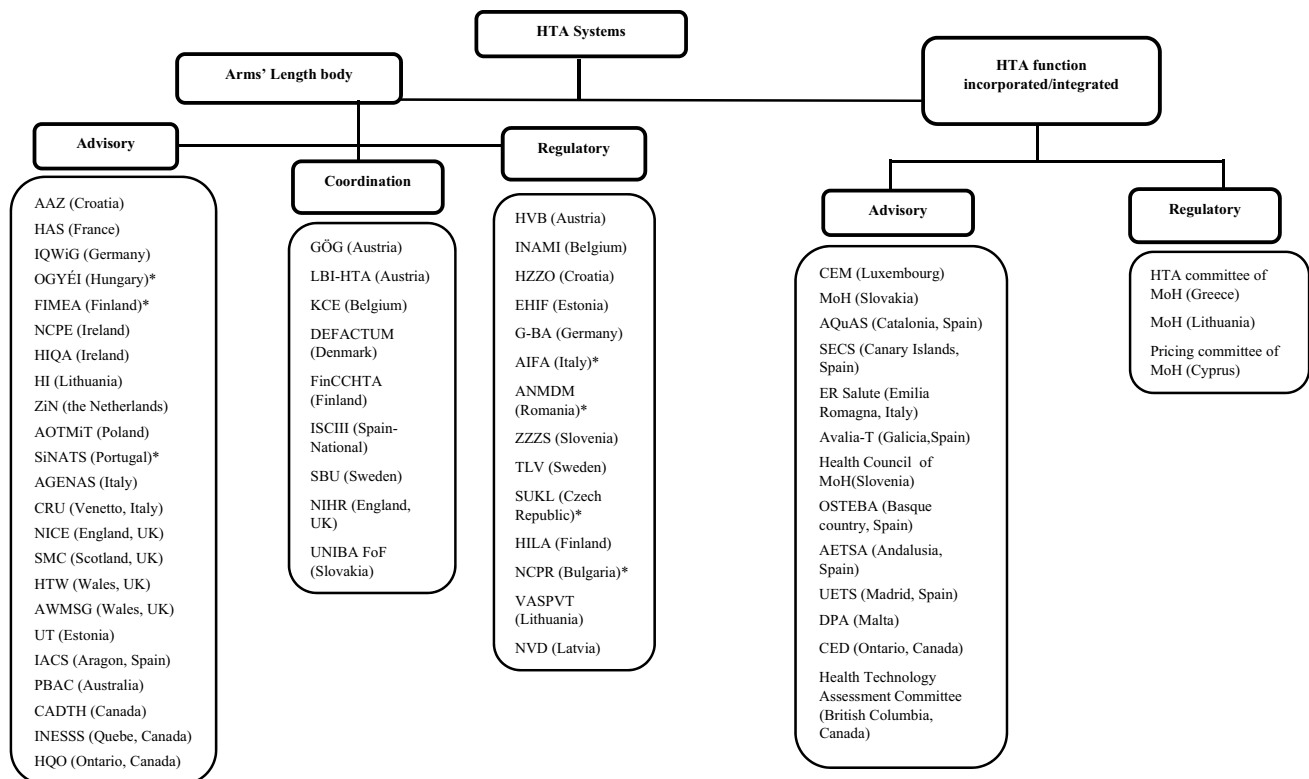 HTA Systems
Arms' Length body
HTA function
incorporated/integrated
Advisory
AAZ (Croatia)
HAS (France)
IQWiG (Germany)
OGYÉI (Hungary)*
FIMEA (Finland)*
NCPE (Ireland)
HIQA (Ireland)
HI (Lithuania)
ZiN (the Netherlands)
AOTMiT (Poland)
SiNATS (Portugal)*
AGENAS (Italy)
CRU (Venetto, Italy)
NICE (England, UK)
SMC (Scotland, UK)
HTW (Wales, UK)
AWMSG (Wales, UK)
UT (Estonia)
IACS (Aragon, Spain)
PBAC (Australia)
CADTH (Canada)
INESSS (Quebe, Canada)
HQO (Ontario, Canada)
Coordination
GÖG (Austria)
LBI-HTA (Austria)
KCE (Belgium)
DEFACTUM
(Denmark)
FinCCHTA
(Finland)
ISCIII (Spain-
National)
SBU (Sweden)
NIHR (England,
UK)
UNIBA FoF
(Slovakia)
Regulatory
HVB (Austria)
INAMI (Belgium)
HZZO (Croatia)
EHIF (Estonia)
G-BA (Germany)
AIFA (Italy)*
ANMDM
(Romania)*
ZZZS (Slovenia)
TLV (Sweden)
SUKL (Czech
Republic)*
HILA (Finland)
NCPR (Bulgaria)*
VASPVT
(Lithuania)
NVD (Latvia)
Advisory
CEM (Luxembourg)
MoH (Slovakia)
AQuAS (Catalonia, Spain)
SECS (Canary Islands,
Spain)
ER Salute (Emilia
Romagna, Italy)
Avalia-T (Galicia,Spain)
Health Council of
MoH(Slovenia)
OSTEBA (Basque
country, Spain)
AETSA (Andalusia,
Spain)
UETS (Madrid, Spain)
DPA (Malta)
CED (Ontario, Canada)
Health Technology
Assessment Committee
(British Columbia,
Canada)
Regulatory
HTA committee of
MoH (Greece)
MoH (Lithuania)
Pricing committee of
MoH (Cyprus)